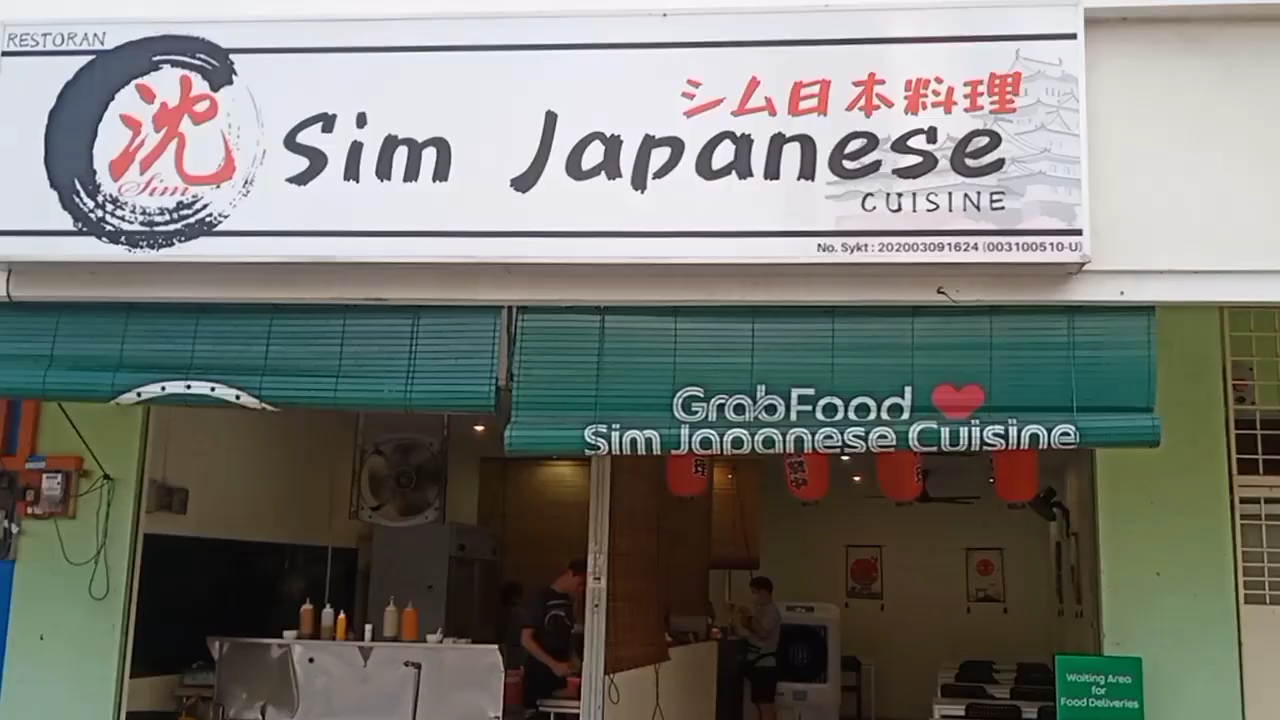 RESTORAN
沈
Sim
シム日本料理
Sim Japanese
CUISINE
No. Sykt : 202003091624 (003100510-U)
GrabFood
Sim Japanese Cuisine
Waiting Area
for
Food Deliveries